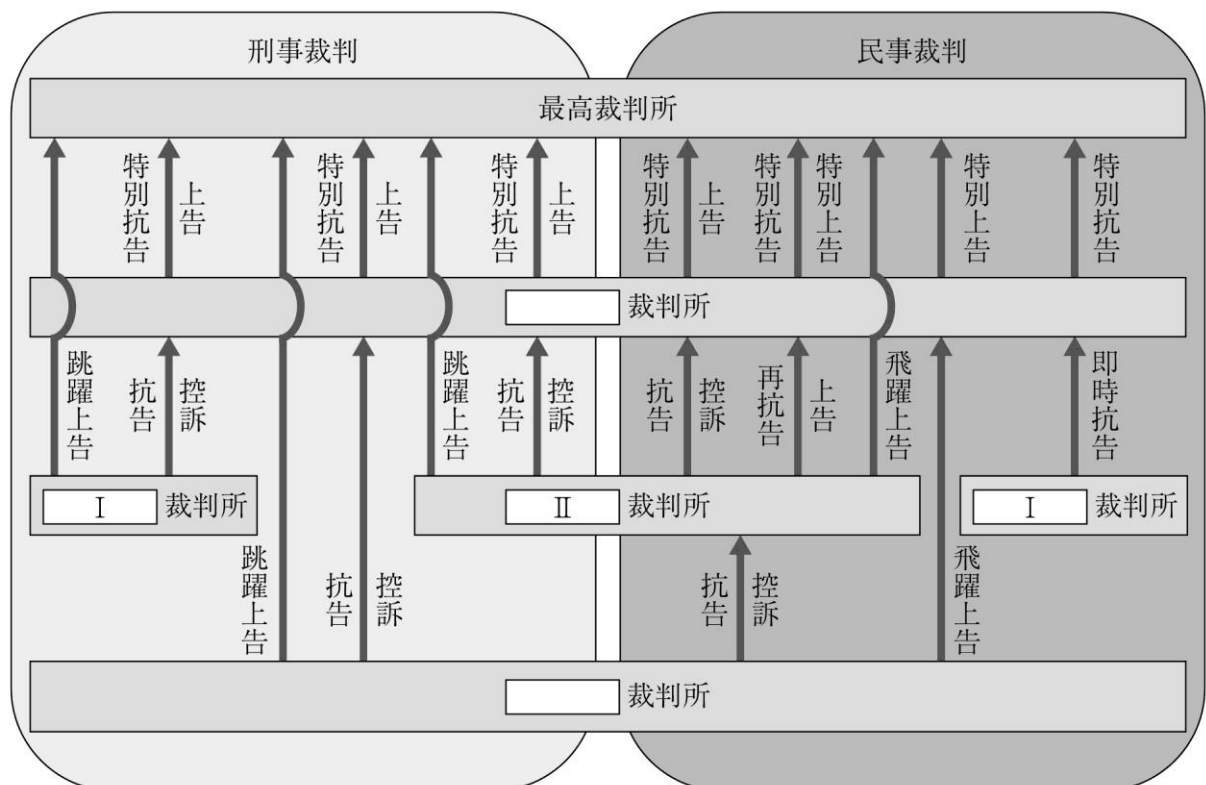 刑事裁判
民事裁判
最高裁判所
特別抗告
上告
特別抗告
上告
特別抗告
上告
特別抗告
上告
特別抗告
特別上告
特別上告
特別抗告
裁判所
跳躍上告
抗告
控訴
跳躍上告
抗告
控訴
抗告
控訴
再抗告
上告
飛躍上告
即時抗告
Ⅰ 裁判所
Ⅱ 裁判所
Ⅰ 裁判所
跳躍上告
抗告
控訴
抗告
控訴
飛躍上告
裁判所